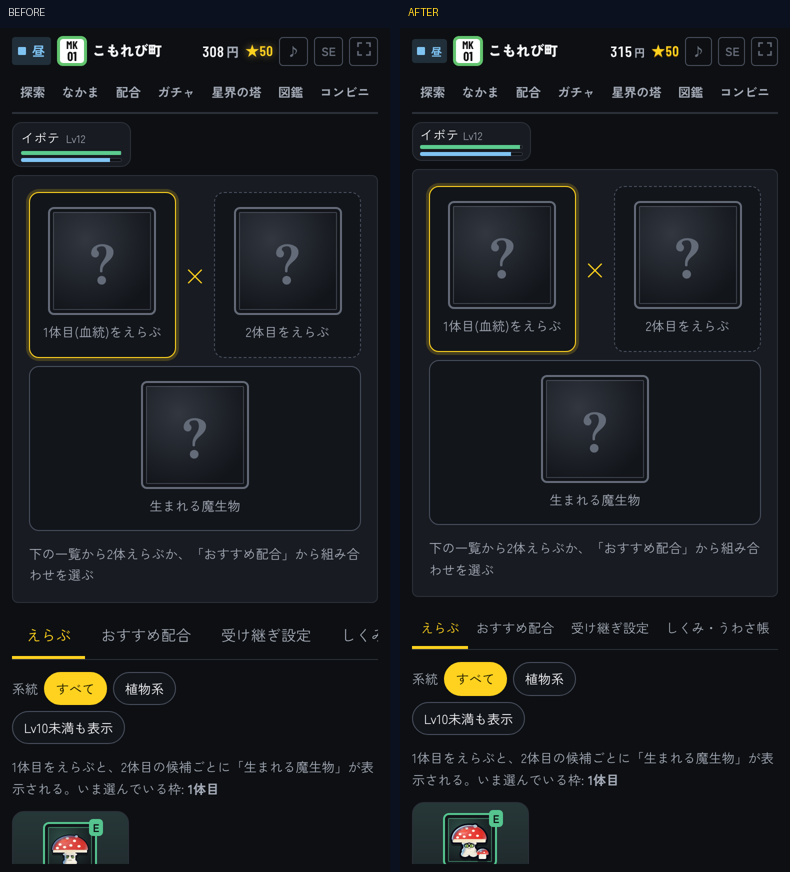 BEFORE
昼 MK 01 こもれび町 308円 ★50 ♪ SE
探索 なかま 配合 ガチャ 星界の塔 図鑑 コンビニ
イボテ Lv12
? × ?
1体目(血統)をえらぶ 2体目をえらぶ
?
生まれる魔生物
下の一覧から2体えらぶか、「おすすめ配合」から組み合
わせを選ぶ
えらぶ おすすめ配合 受け継ぎ設定 しくみ
系統 すべて 植物系
Lv10未満も表示
1体目をえらぶと、2体目の候補ごとに「生まれる魔生物」が表
示される。いま選んでいる枠: 1体目
E
AFTER
昼 MK 01 こもれび町 315円 ★50 ♪ SE
探索 なかま 配合 ガチャ 星界の塔 図鑑 コンビニ
イボテ Lv12
? × ?
1体目(血統)をえらぶ 2体目をえらぶ
?
生まれる魔生物
下の一覧から2体えらぶか、「おすすめ配合」から組み合
わせを選ぶ
えらぶ おすすめ配合 受け継ぎ設定 しくみ・うわさ帳
系統 すべて 植物系
Lv10未満も表示
1体目をえらぶと、2体目の候補ごとに「生まれる魔生物」が表
示される。いま選んでいる枠: 1体目
E